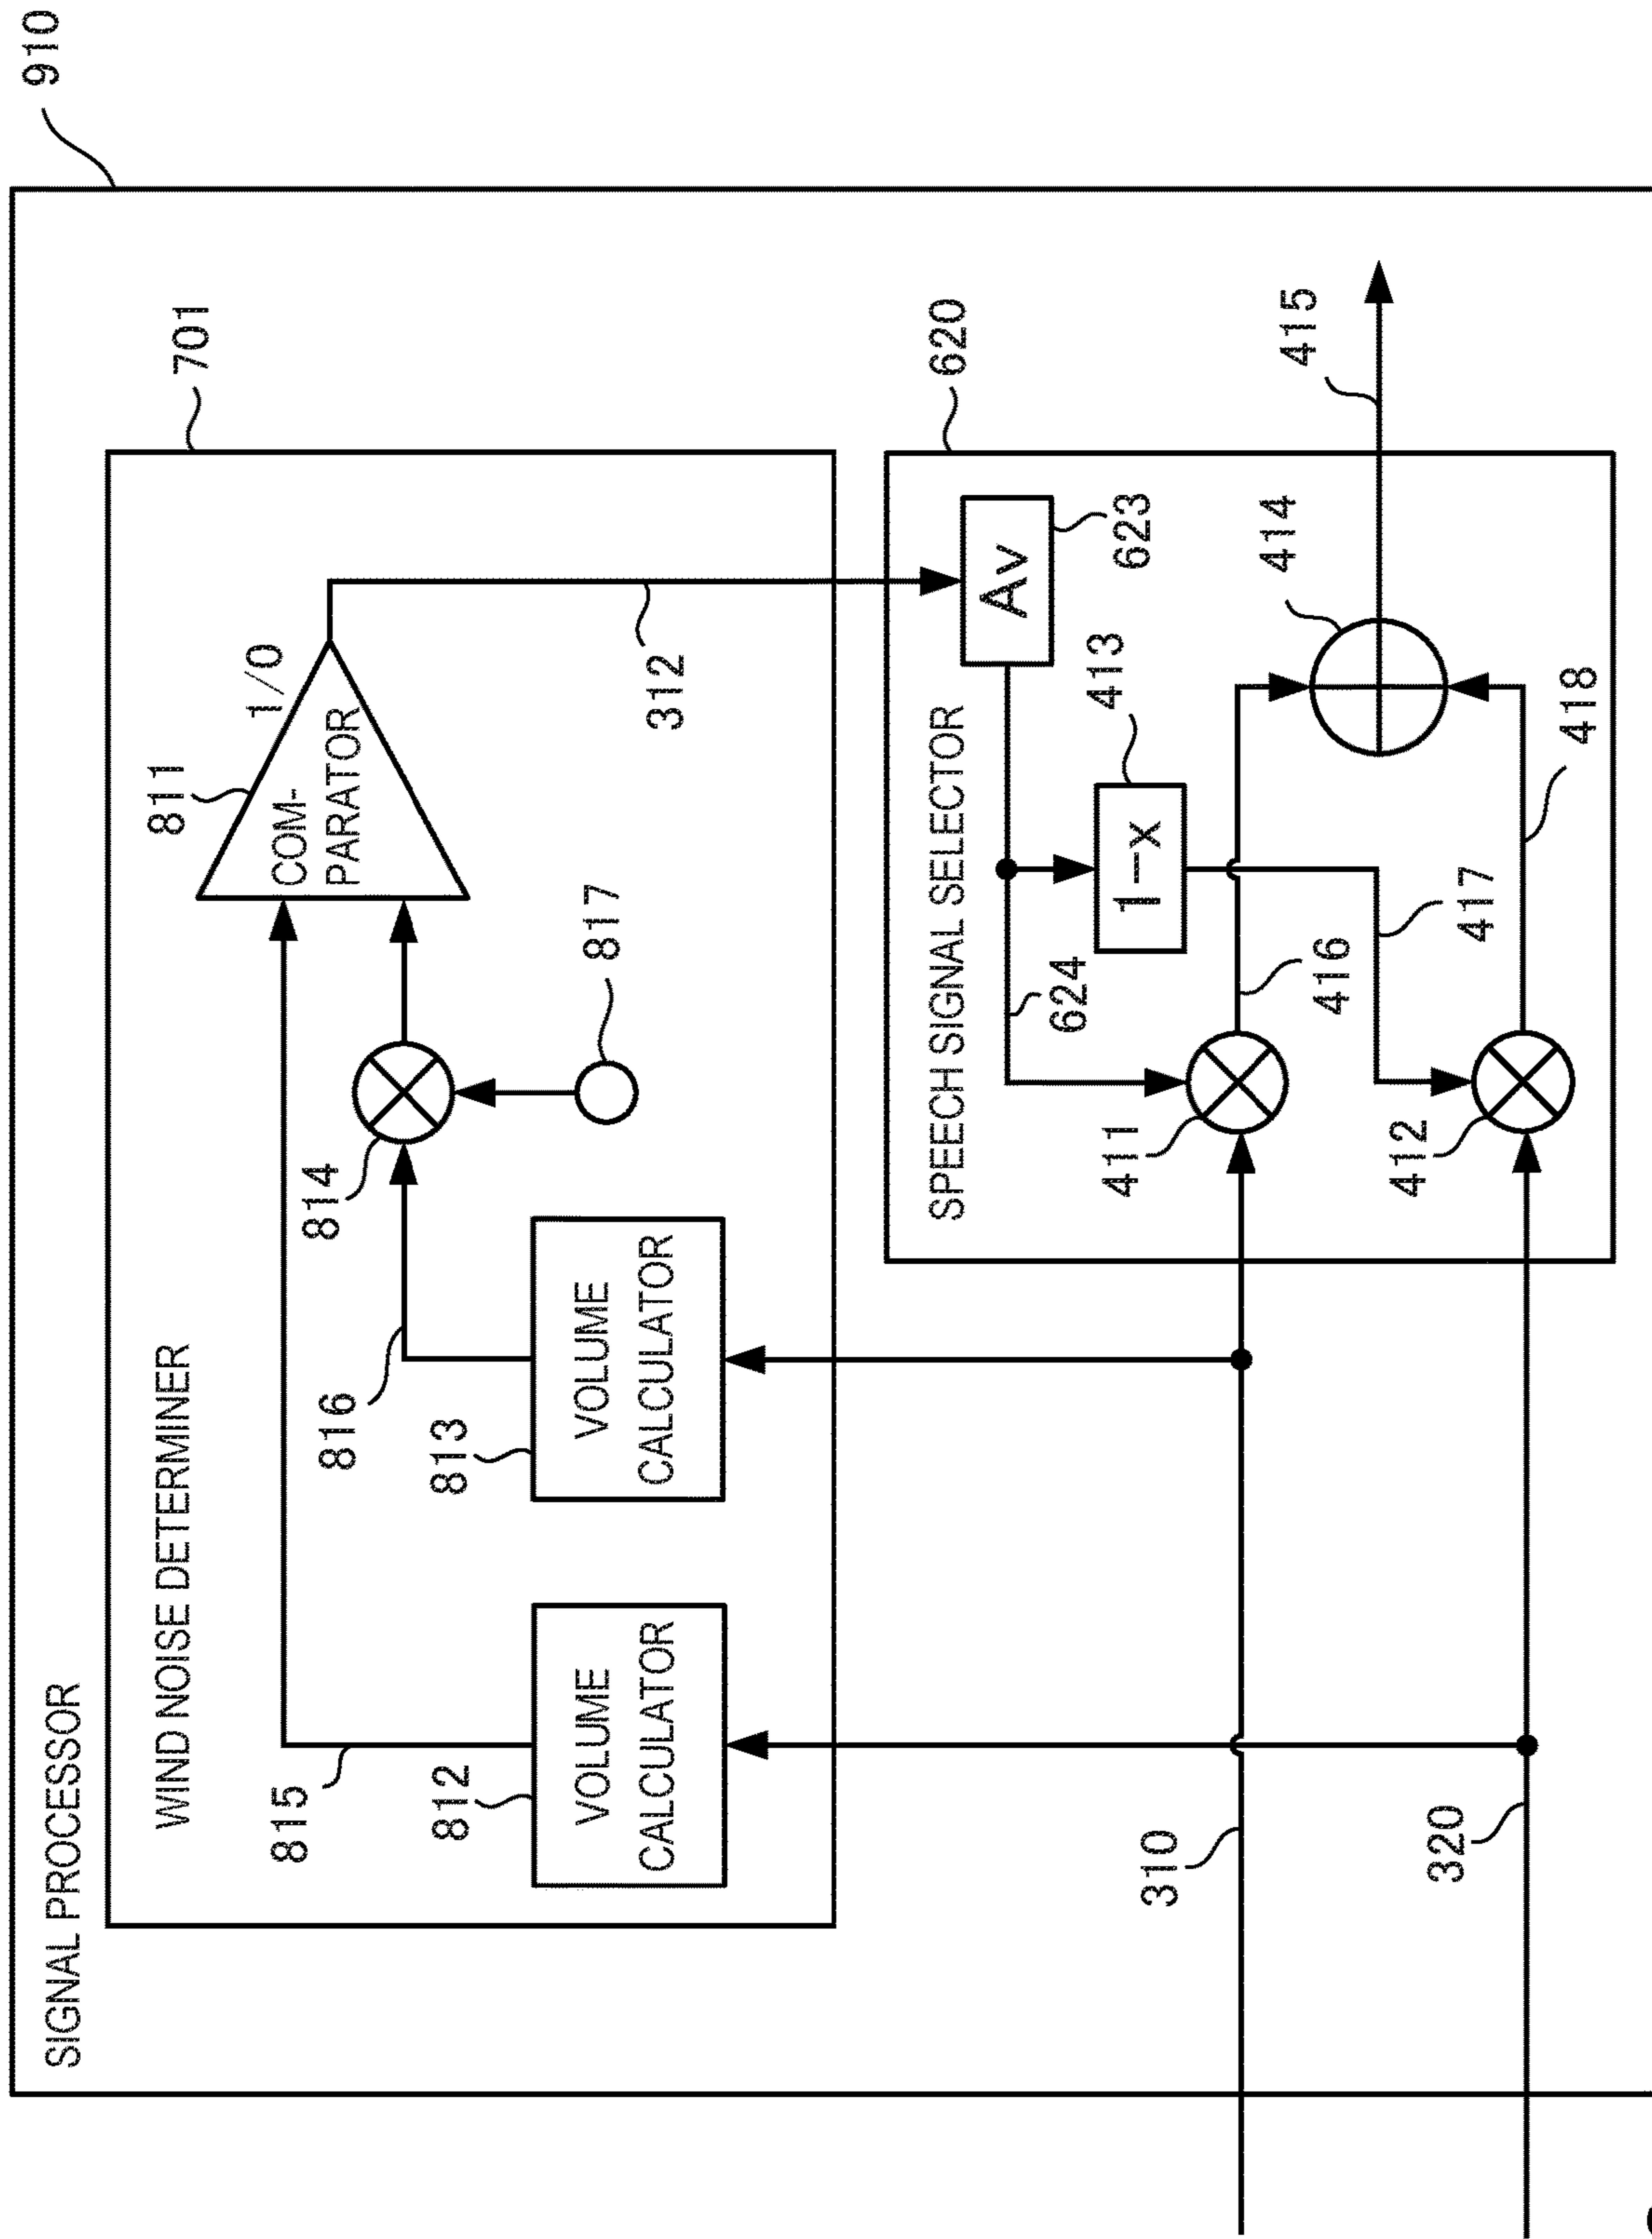 910
SIGNAL PROCESSOR
WIND NOISE DETERMINER
701
811
COM-
PARATOR
1/0
815
816
814
817
812
VOLUME
CALCULATOR
813
VOLUME
CALCULATOR
312
620
SPEECH SIGNAL SELECTOR
Av
623
624
1-x
413
411
416
414
415
412
417
418
310
320